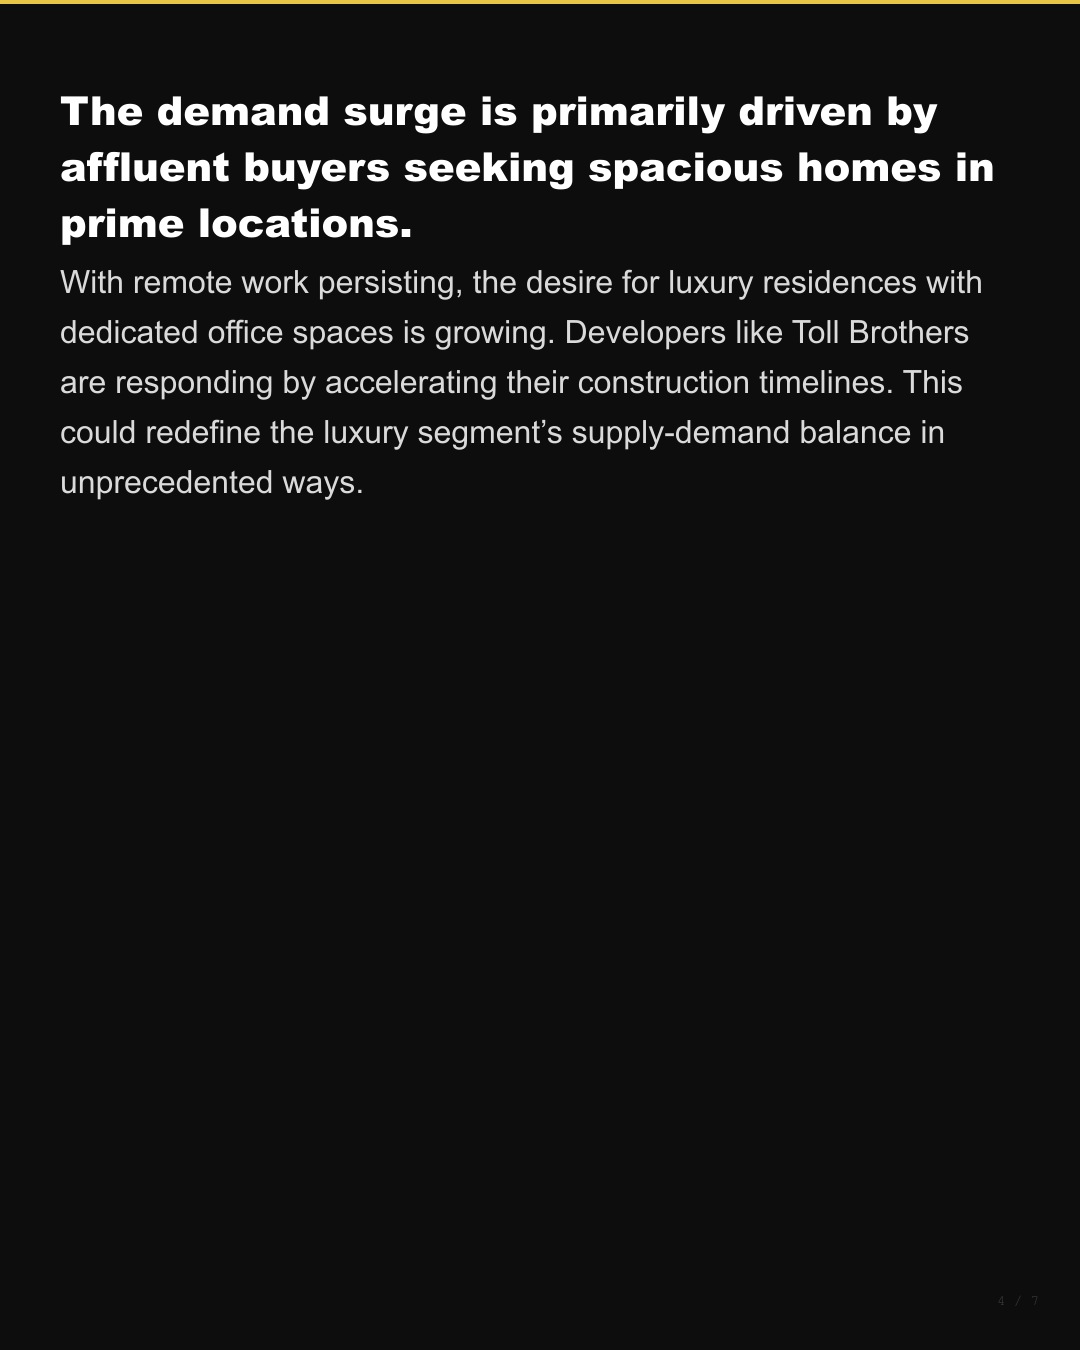 The demand surge is primarily driven by
affluent buyers seeking spacious homes in
prime locations.
With remote work persisting, the desire for luxury residences with
dedicated office spaces is growing. Developers like Toll Brothers
are responding by accelerating their construction timelines. This
could redefine the luxury segment’s supply-demand balance in
unprecedented ways.
4 / 7